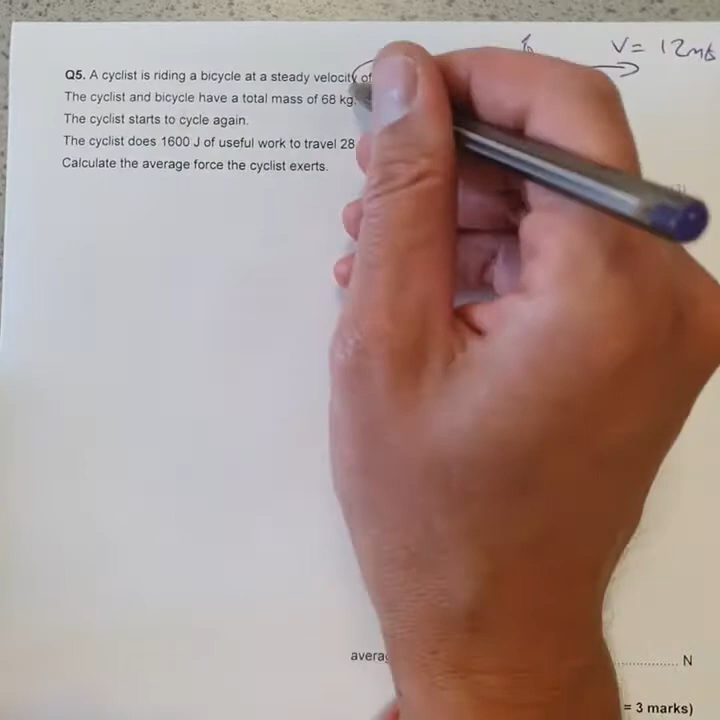 V = 12m/s
Q5. A cyclist is riding a bicycle at a steady velocity of
The cyclist and bicycle have a total mass of 68 kg.
The cyclist starts to cycle again.
The cyclist does 1600 J of useful work to travel 28
Calculate the average force the cyclist exerts.
N
= 3 marks)